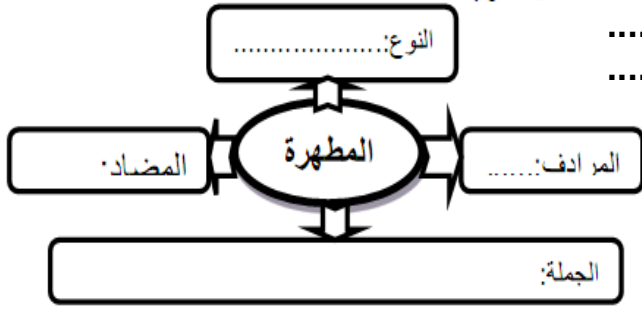 النوع:.....................
....
....
المطهرة
المرادف:......
المضاد:
الجملة: